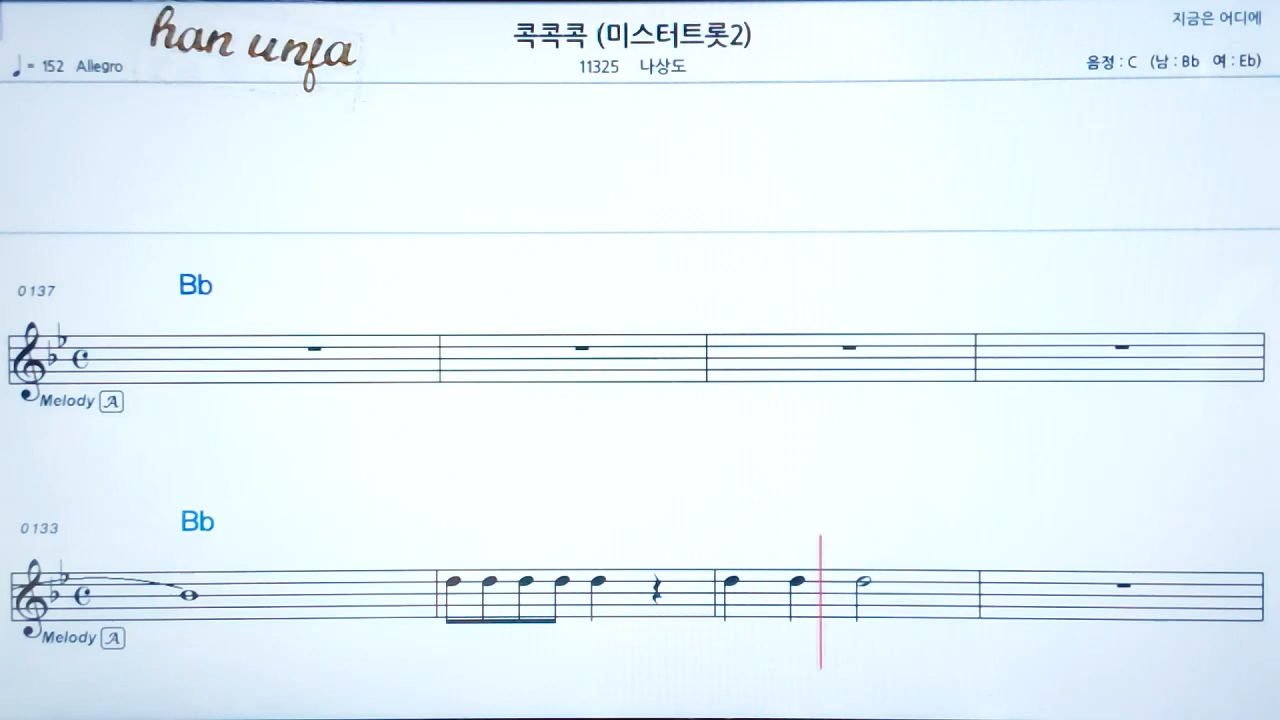 han unfa
콕콕콕 (미스터트롯2)
지금은 어디에
♩ = 152 Allegro
11325 나상도
음정 : C (남 : Bb 여 : Eb)
0137
Bb
Melody A
0133
Bb
Melody A